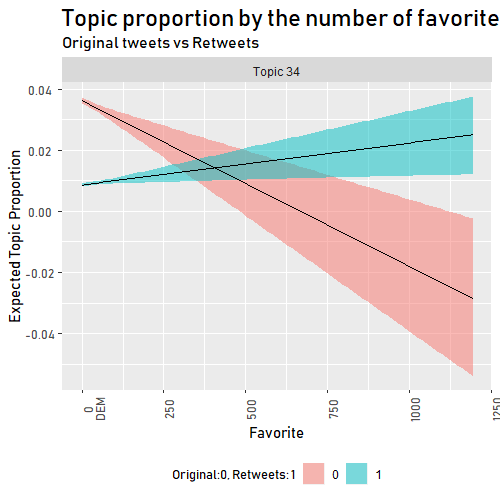 Topic proportion by the number of favorite
Original tweets vs Retweets
Topic 34
0.04
0.02
0.00
-0.02
-0.04
Expected Topic Proportion
0 250 500 750 1000 1250
DEM
Favorite
Original:0, Retweets:1 0 1